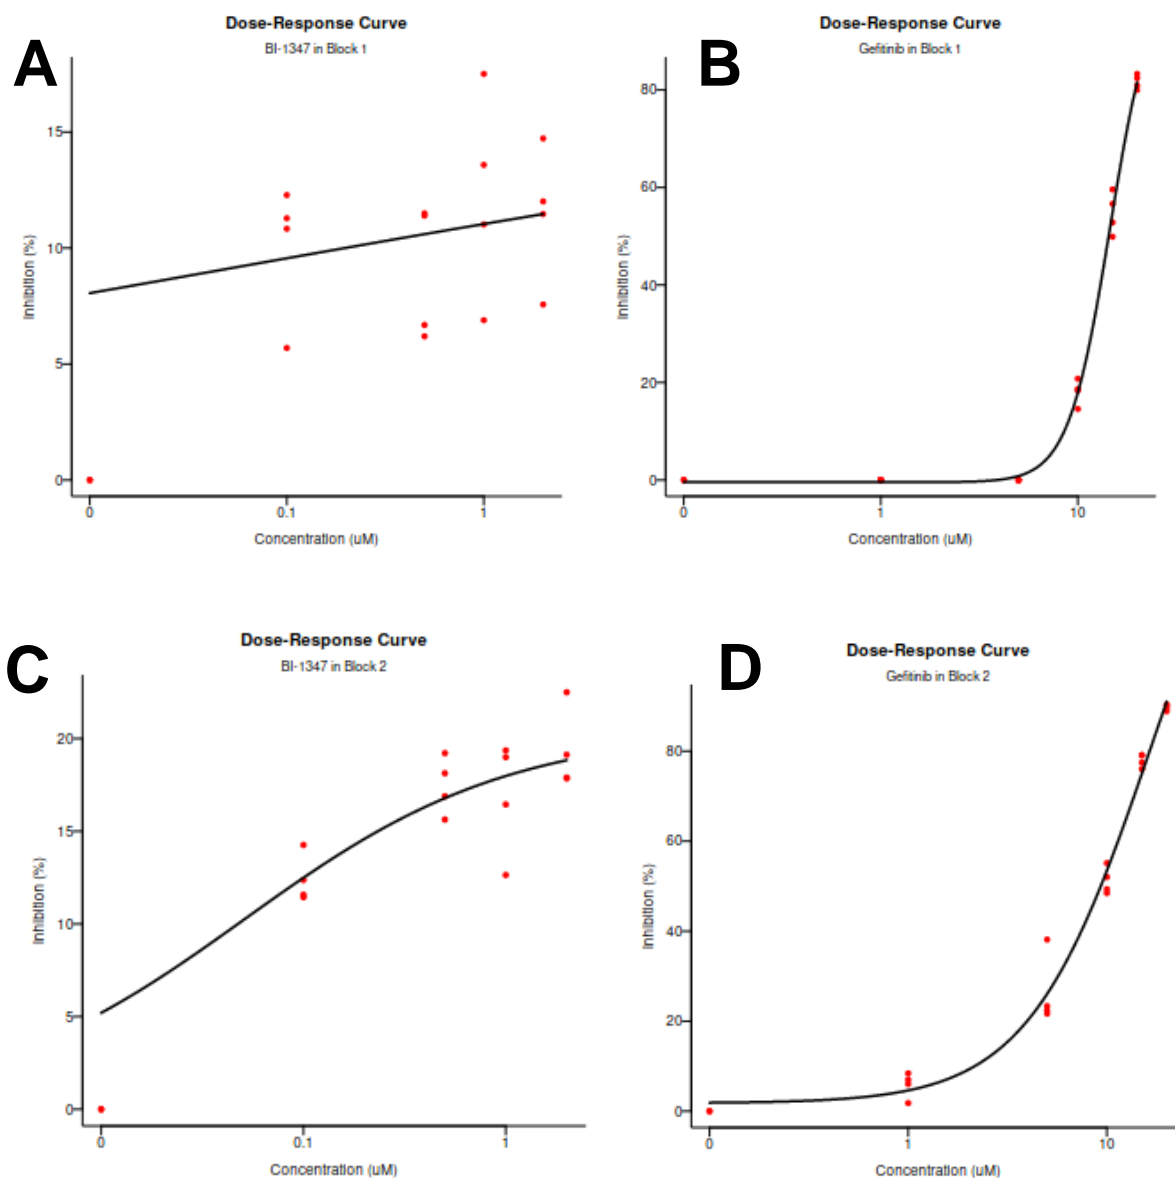 A
Dose-Response Curve
BI-1347 in Block 1
Inhibition (%)
15
10
5
0
0 0.1 1
Concentration (uM)
B
Dose-Response Curve
Gefitinib in Block 1
Inhibition (%)
80
60
40
20
0
0 1 10
Concentration (uM)
C
Dose-Response Curve
BI-1347 in Block 2
Inhibition (%)
20
15
10
5
0
0 0.1 1
Concentration (uM)
D
Dose-Response Curve
Gefitinib in Block 2
Inhibition (%)
80
60
40
20
0
0 1 10
Concentration (uM)